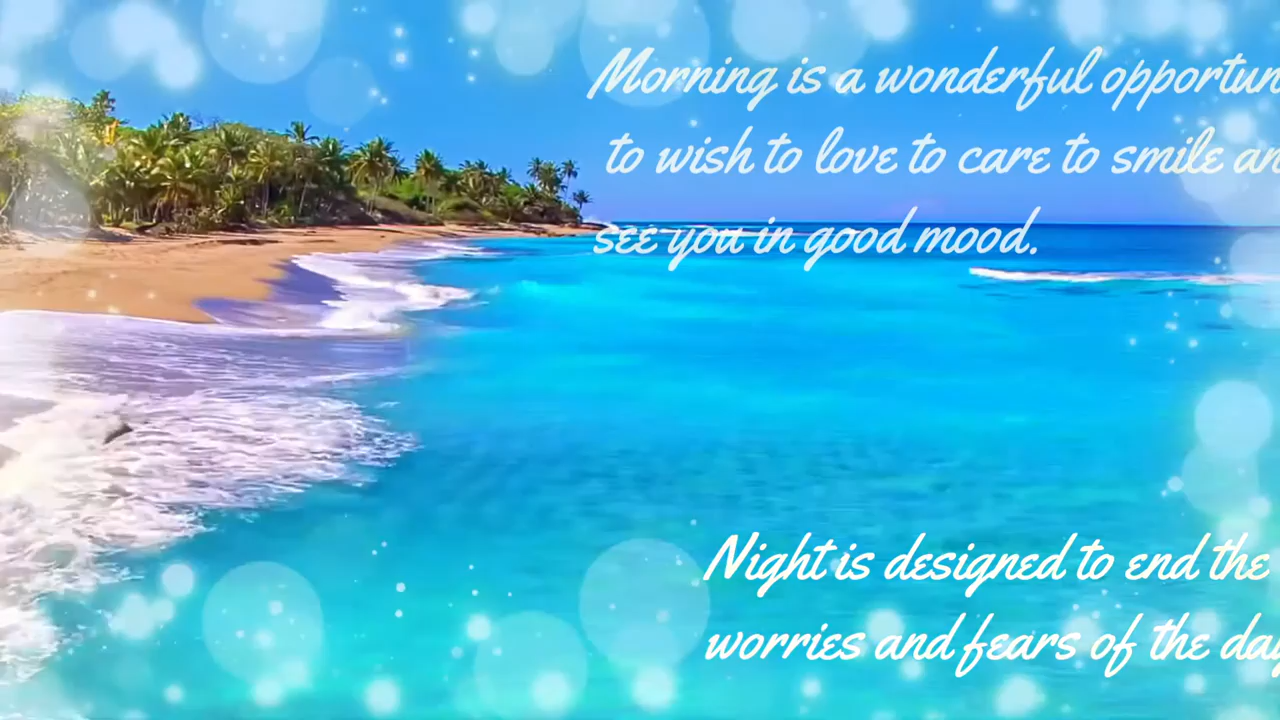 Morning is a wonderful opportun
to wish to love to care to smile an
see you in good mood.
Night is designed to end the
worries and fears of the day